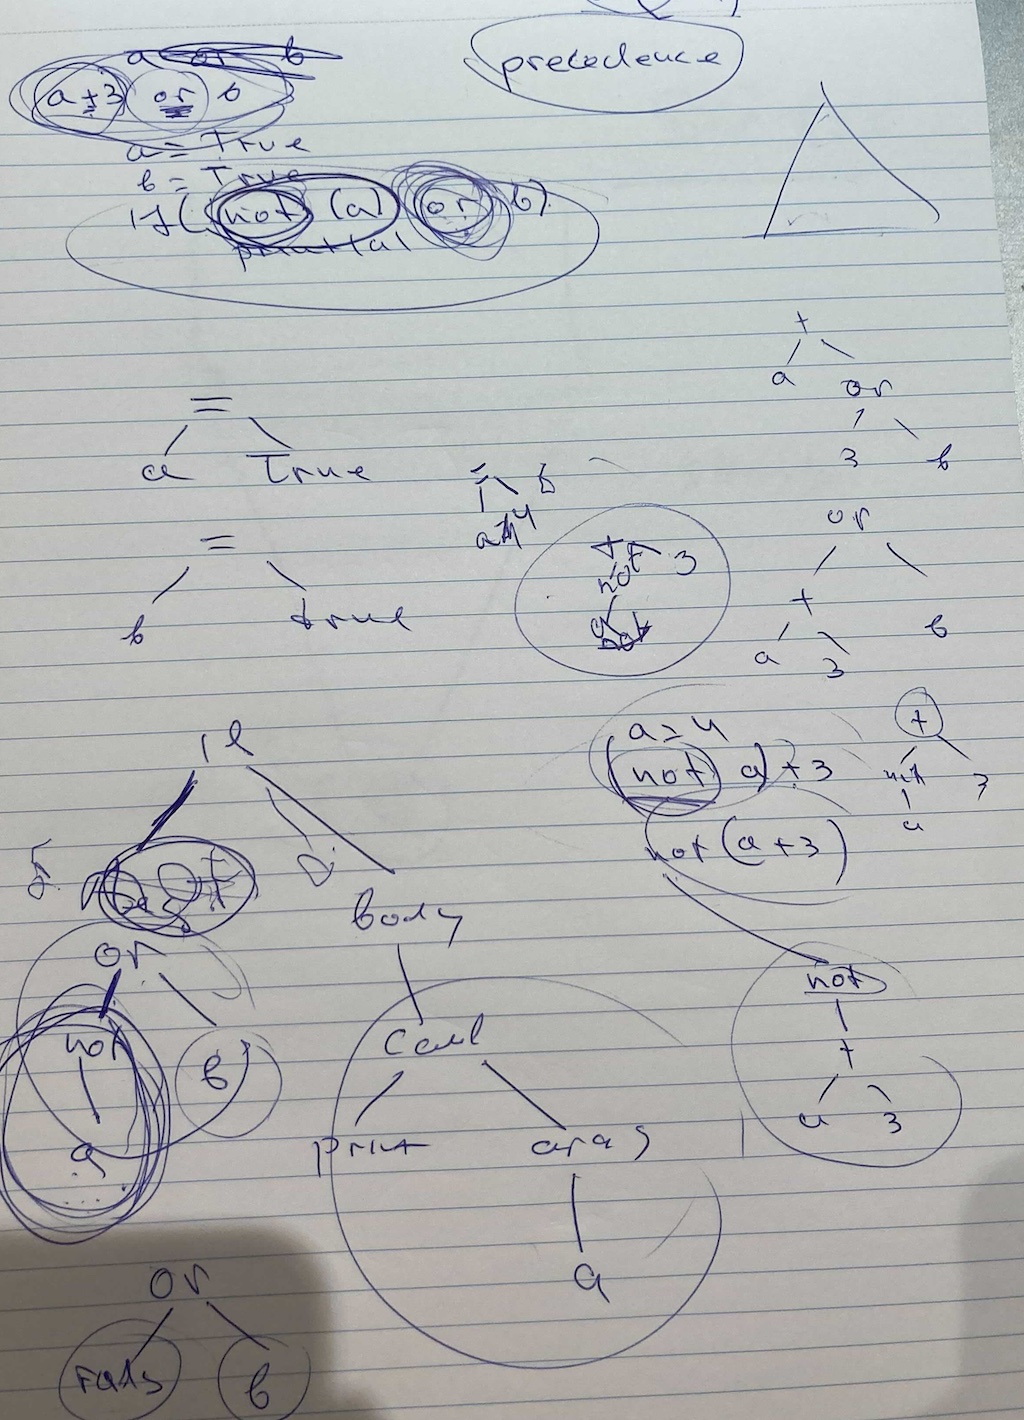 precedence
a or b
a+3 or b
a = True
b = True
if (not (a) or b)
print(a)
+
a or
3 b
=
a True
= b
a 4
or
+ b
a 3
=
b true
+
not 3
a
not
a = 4
(not a) + 3
not (a+3)
+
not 3
a
if
body
or
not b
a
call
print args
a
not
+
a 3
or
b